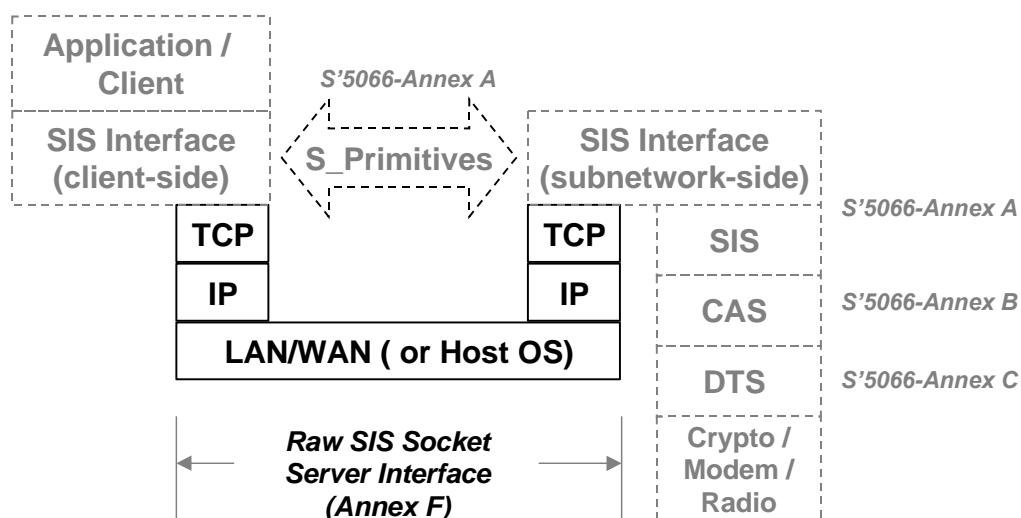 Application /
Client
S'5066-Annex A
SIS Interface
(client-side)
S_Primitives
SIS Interface
(subnetwork-side)
S'5066-Annex A
TCP
TCP
SIS
IP
IP
CAS
S'5066-Annex B
LAN/WAN ( or Host OS)
DTS
S'5066-Annex C
Raw SIS Socket
Server Interface
(Annex F)
Crypto /
Modem /
Radio